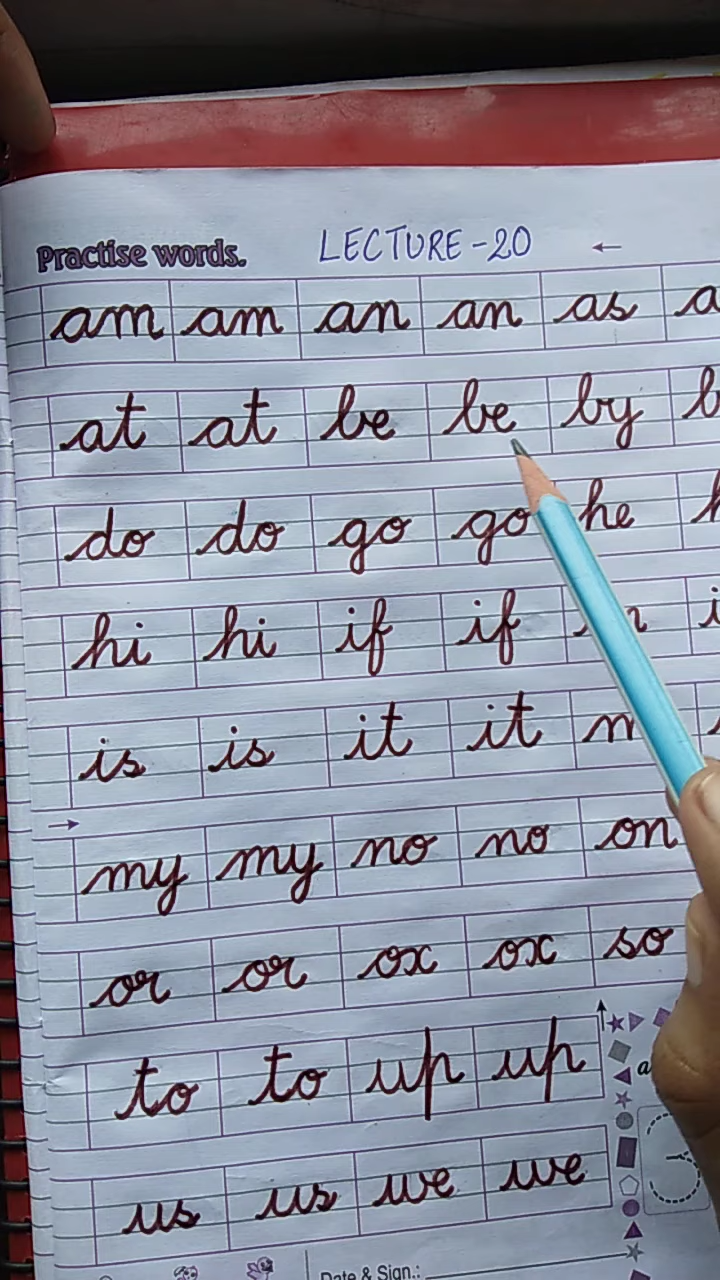 Practise words. LECTURE-20 ←
am am an an as a
at at be be by b
do do go go he h
hi hi if if i
is is it it m
→
my my no no on
or or ox ox so
to to up up
a
us us we we
Date & Sign.: